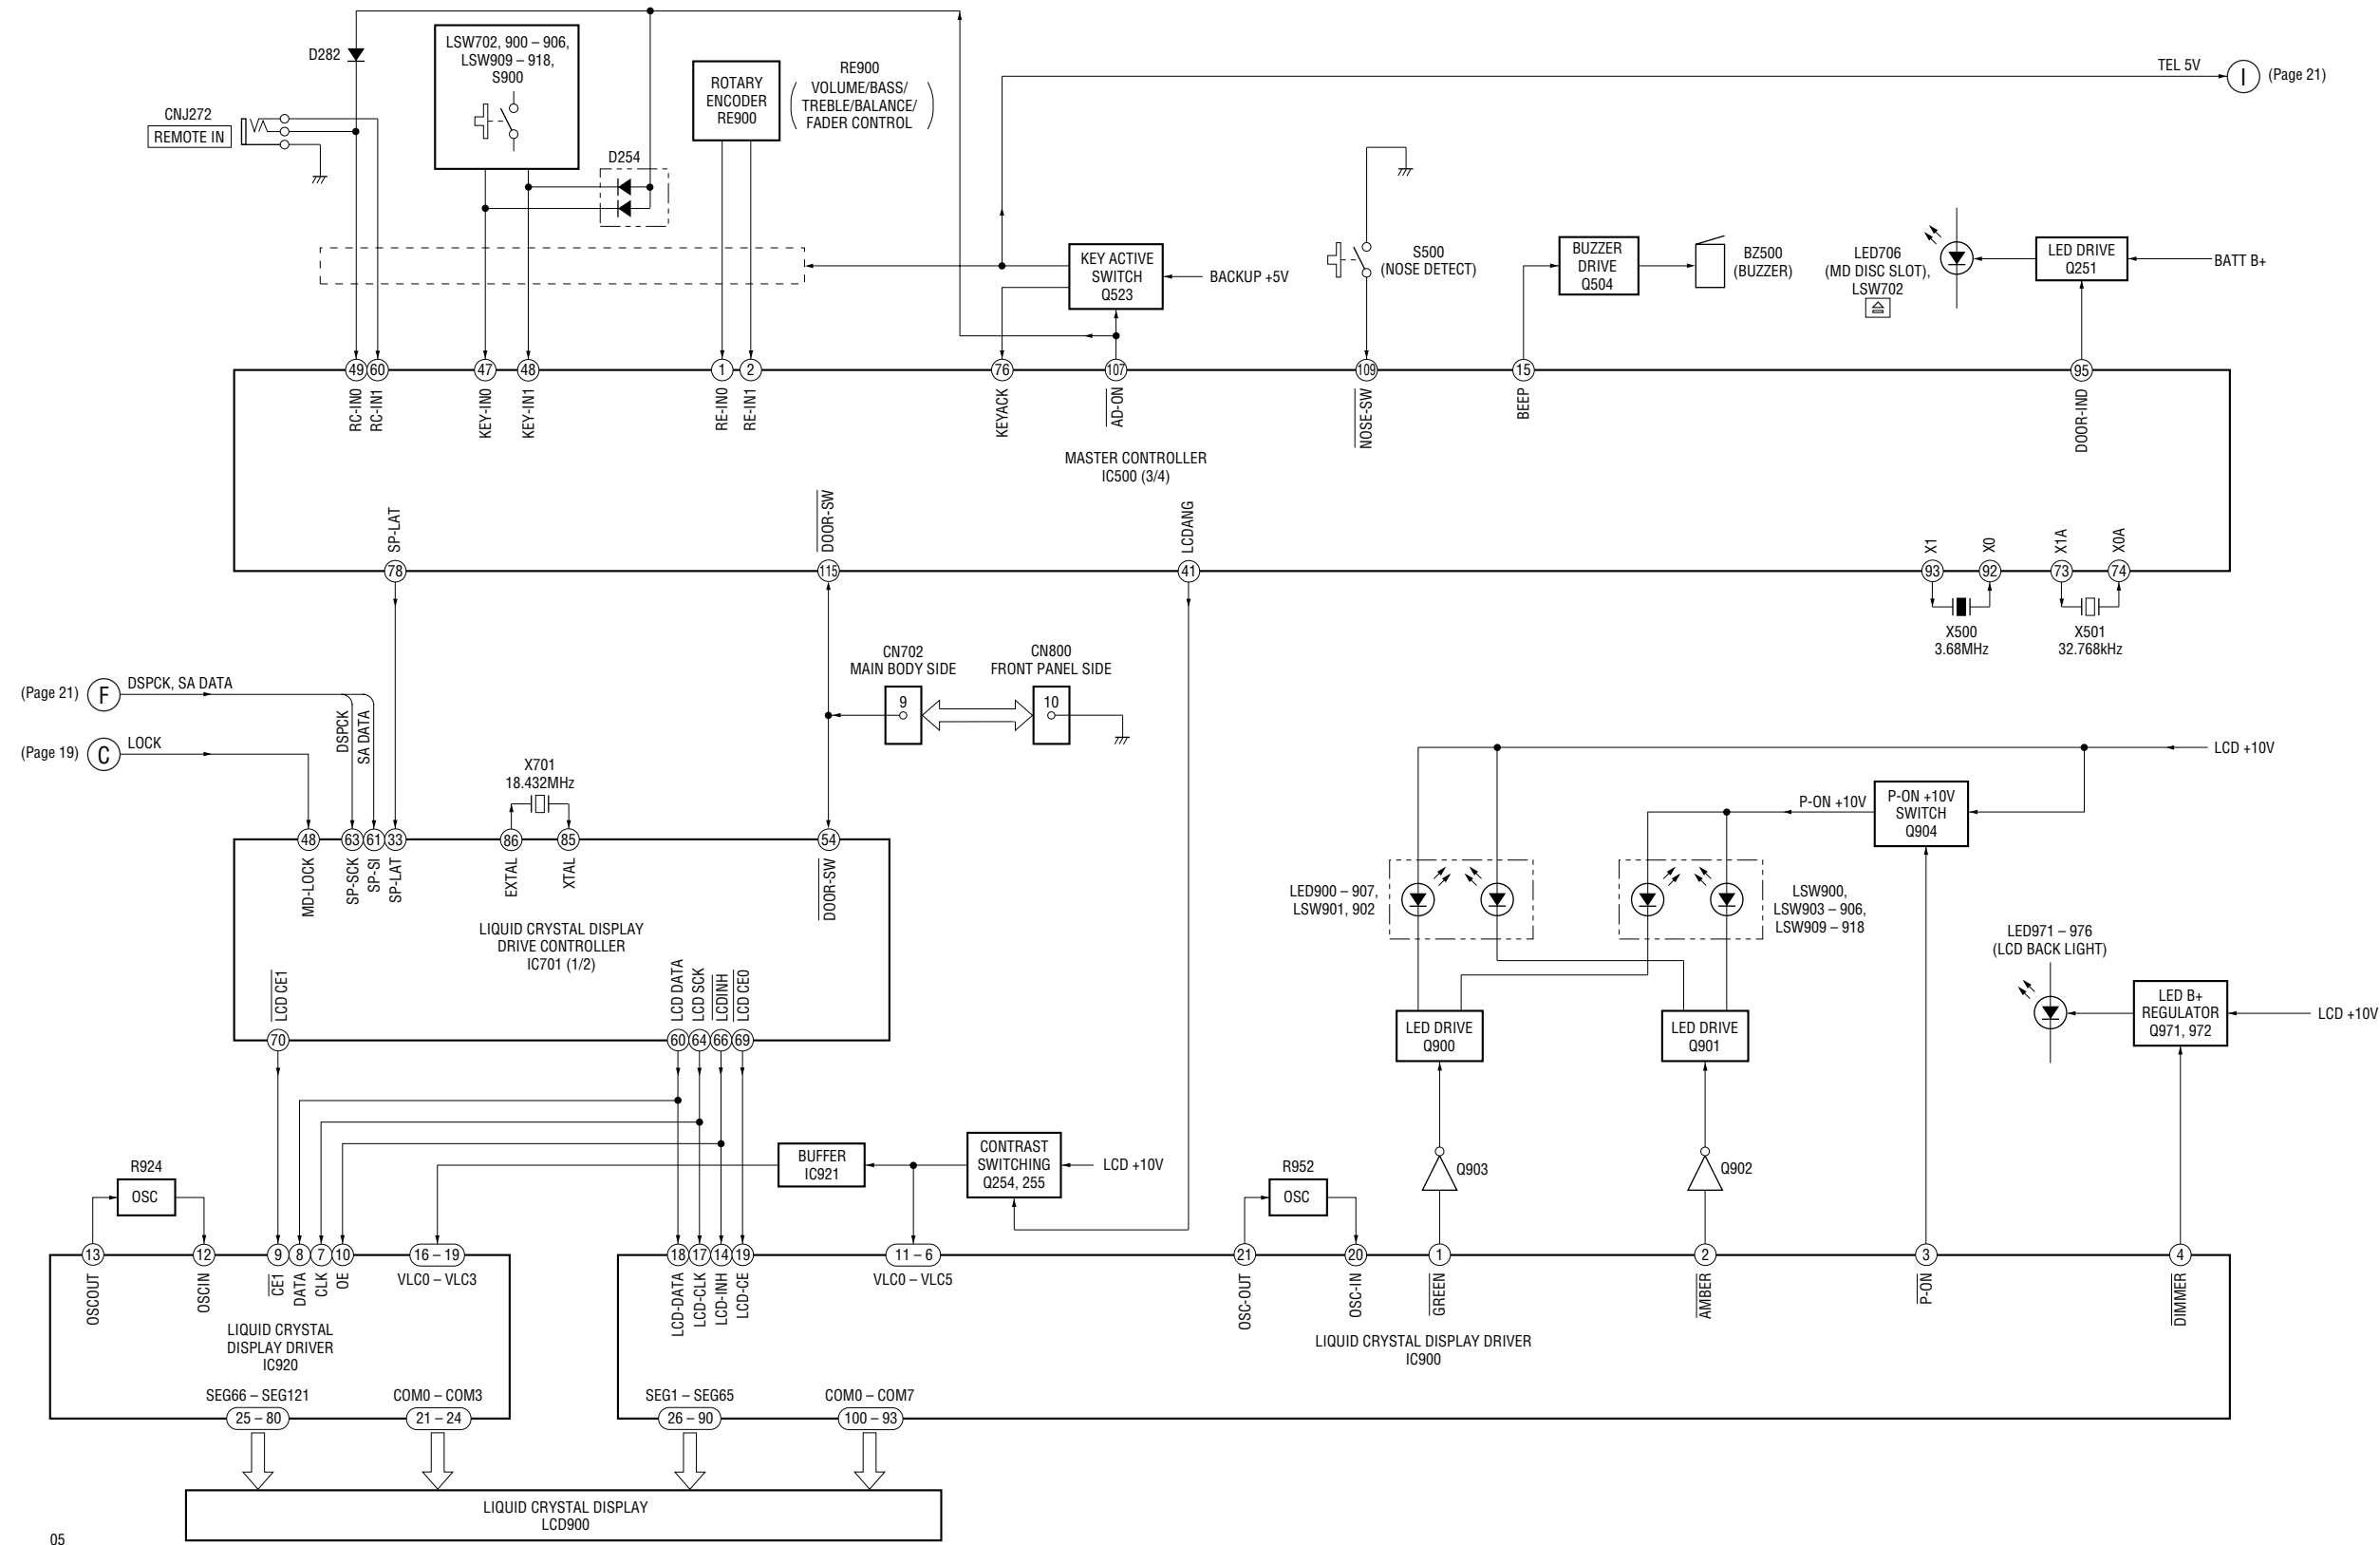 D282
CNJ272
REMOTE IN
LSW702, 900 – 906,
LSW909 – 918,
S900
D254
ROTARY
ENCODER
RE900
RE900
VOLUME/BASS/
TREBLE/BALANCE/
FADER CONTROL
TEL 5V
I
(Page 21)
KEY ACTIVE
SWITCH
Q523
BACKUP +5V
S500
(NOSE DETECT)
BUZZER
DRIVE
Q504
BZ500
(BUZZER)
LED706
(MD DISC SLOT),
LSW702
LED DRIVE
Q251
BATT B+
49
60
47
48
1
2
76
107
109
15
95
RC-IN0
RC-IN1
KEY-IN0
KEY-IN1
RE-IN0
RE-IN1
KEYACK
AD-ON
NOSE-SW
BEEP
DOOR-IND
MASTER CONTROLLER
IC500 (3/4)
SP-LAT
DOOR-SW
LCDANG
X1
X0
X1A
X0A
78
115
41
93
92
73
74
X500
3.68MHz
X501
32.768kHz
(Page 21)
F
DSPCK, SA DATA
DSPCK
SA DATA
(Page 19)
C
LOCK
CN702
MAIN BODY SIDE
9
CN800
FRONT PANEL SIDE
10
X701
18.432MHz
48
63
61
33
86
85
54
MD-LOCK
SP-SCK
SP-SI
SP-LAT
EXTAL
XTAL
DOOR-SW
LIQUID CRYSTAL DISPLAY
DRIVE CONTROLLER
IC701 (1/2)
LCD CE1
LCD DATA
LCD SCK
LCDINH
LCD CE0
70
60
64
66
69
LCD +10V
P-ON +10V
P-ON +10V
SWITCH
Q904
LED900 – 907,
LSW901, 902
LSW900,
LSW903 – 906,
LSW909 – 918
LED971 – 976
(LCD BACK LIGHT)
LED B+
REGULATOR
Q971, 972
LCD +10V
LED DRIVE
Q900
LED DRIVE
Q901
Q903
Q902
BUFFER
IC921
CONTRAST
SWITCHING
Q254, 255
LCD +10V
R924
OSC
R952
OSC
13
12
9
8
7
10
16 – 19
18
17
14
19
11 – 6
21
20
1
2
3
4
OSCOUT
OSCIN
CE1
DATA
CLK
OE
VLC0 – VLC3
LCD-DATA
LCD-CLK
LCD-INH
LCD-CE
VLC0 – VLC5
OSC-OUT
OSC-IN
GREEN
AMBER
P-ON
DIMMER
LIQUID CRYSTAL
DISPLAY DRIVER
IC920
LIQUID CRYSTAL DISPLAY DRIVER
IC900
SEG66 – SEG121
COM0 – COM3
SEG1 – SEG65
COM0 – COM7
25 – 80
21 – 24
26 – 90
100 – 93
LIQUID CRYSTAL DISPLAY
LCD900
05